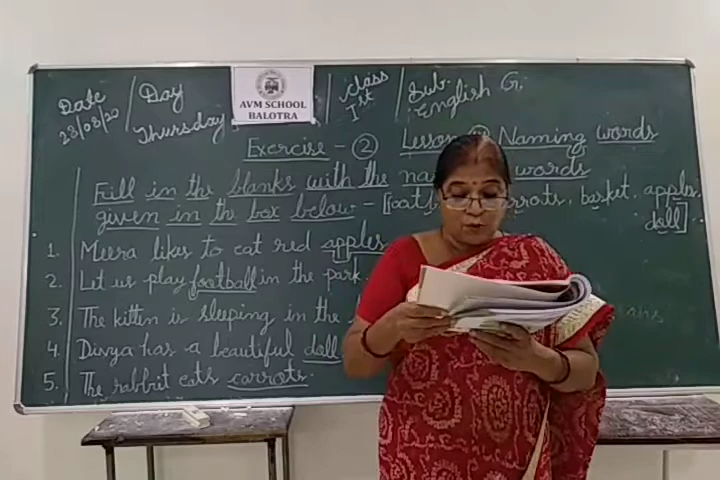 Date Day AVM SCHOOL Class Sub.
23/08/20 Thursday BALOTRA Ist English G.
Exercise - 2 Lesson Naming words
Fill in the blanks with the words
given in the box below - [ carrots, basket, apples,
doll]
1. Meera likes to eat red apples
2. Let us play football in the park.
3. The kitten is sleeping in the
4. Divya has a beautiful doll
5. The rabbit eats carrots.